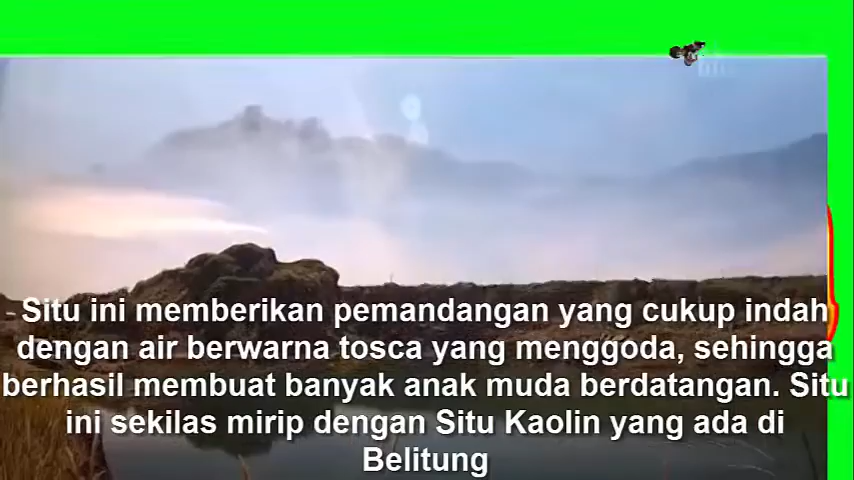 Situ ini memberikan pemandangan yang cukup indah
dengan air berwarna tosca yang menggoda, sehingga
berhasil membuat banyak anak muda berdatangan. Situ
ini sekilas mirip dengan Situ Kaolin yang ada di
Belitung